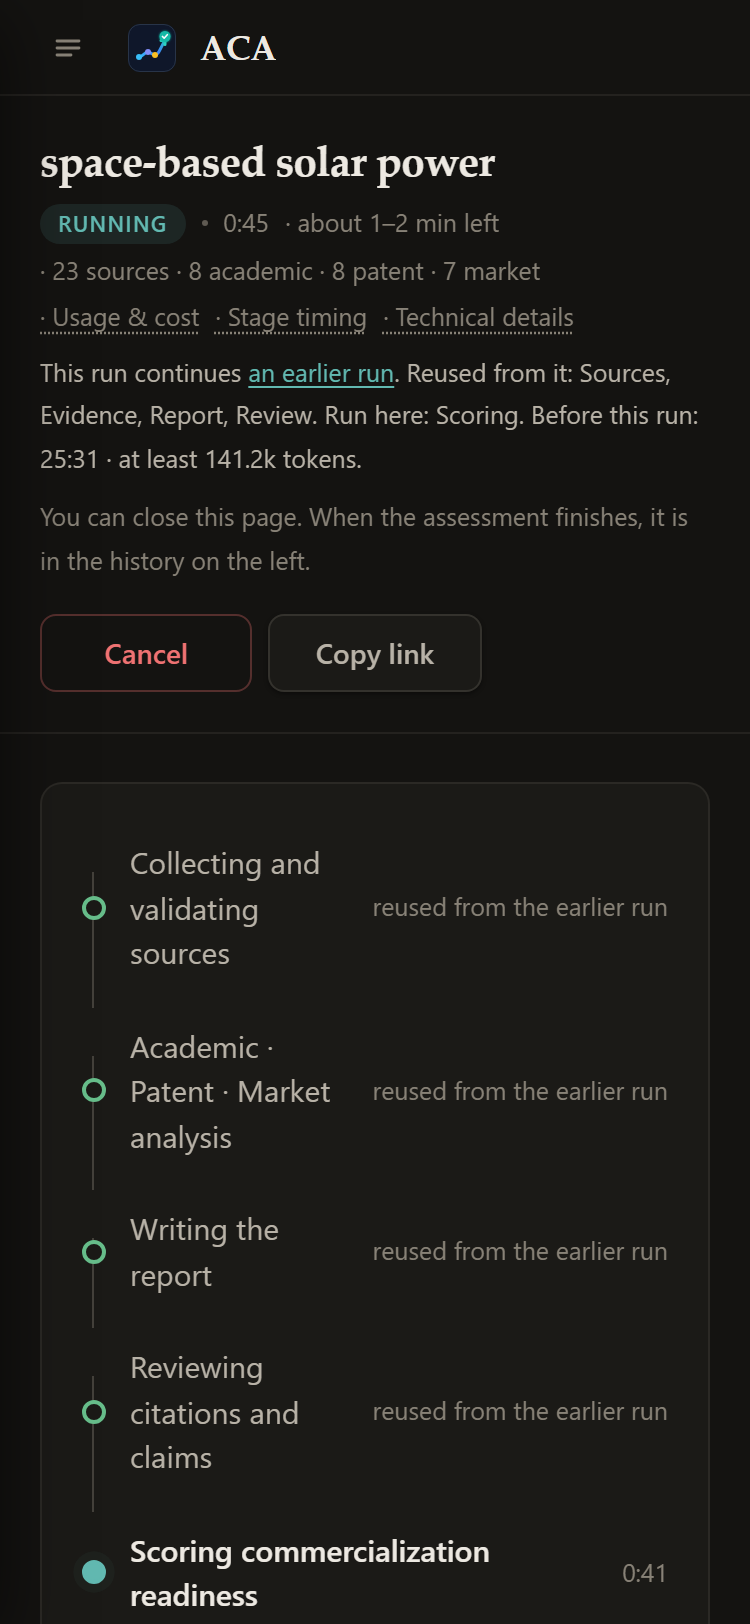 ACA
space-based solar power
RUNNING • 0:45 · about 1–2 min left
· 23 sources · 8 academic · 8 patent · 7 market
· Usage & cost · Stage timing · Technical details
This run continues an earlier run. Reused from it: Sources,
Evidence, Report, Review. Run here: Scoring. Before this run:
25:31 · at least 141.2k tokens.
You can close this page. When the assessment finishes, it is
in the history on the left.
Cancel
Copy link
Collecting and
validating
sources
reused from the earlier run
Academic ·
Patent · Market
analysis
reused from the earlier run
Writing the
report
reused from the earlier run
Reviewing
citations and
claims
reused from the earlier run
Scoring commercialization
readiness
0:41